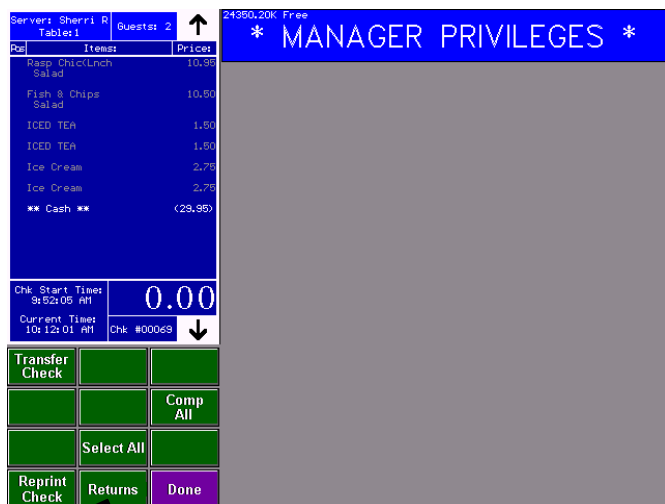 Server: Sherri R
Table:1
Guests: 2
24350.20K Free
* MANAGER PRIVILEGES *
Pos Items: Price:
Rasp Chic(Lnch 10.95
Salad
Fish & Chips 10.50
Salad
ICED TEA 1.50
ICED TEA 1.50
Ice Cream 2.75
Ice Cream 2.75
** Cash ** (29.95)
Chk Start Time:
9:52:05 AM
0.00
Current Time:
10:12:01 AM
Chk #00069
Transfer
Check
Comp
All
Select All
Reprint
Check
Returns
Done